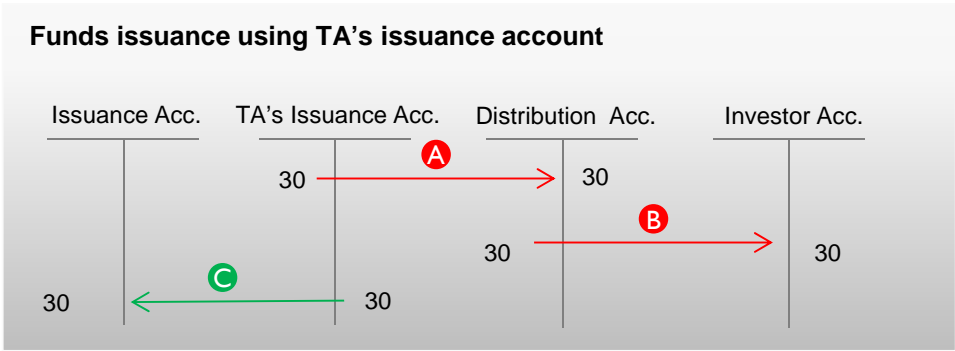 Funds issuance using TA's issuance account
Issuance Acc. TA's Issuance Acc. Distribution Acc. Investor Acc.
A
30 30
B
30 30
C
30 30